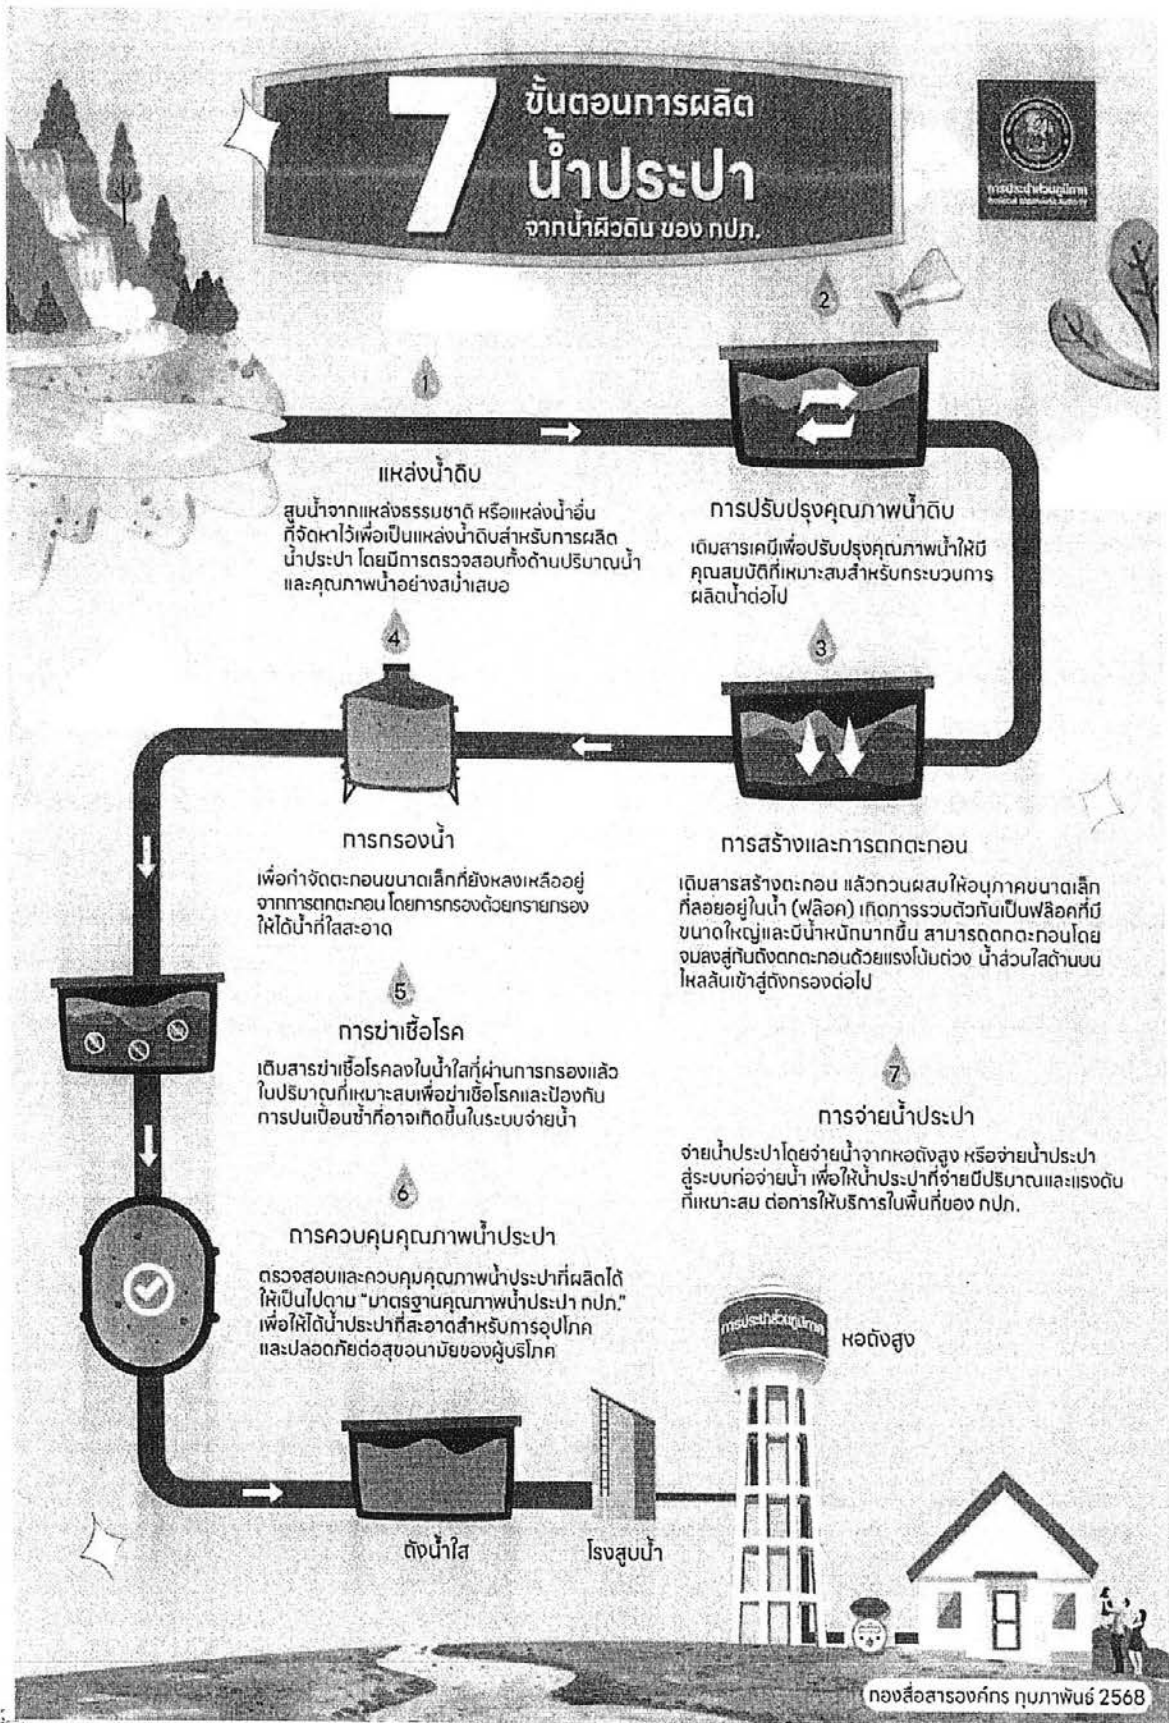 7
ขั้นตอนการผลิต
น้ำประปา
จากน้ำผิวดิน ของ กปภ.
การประปาส่วนภูมิภาค
Provincial Waterworks Authority
1
แหล่งน้ำดิบ
สูบน้ำจากแหล่งธรรมชาติ หรือแหล่งน้ำอื่น
ที่จัดหาไว้เพื่อเป็นแหล่งน้ำดิบสำหรับการผลิต
น้ำประปา โดยมีการตรวจสอบทั้งด้านปริมาณน้ำ
และคุณภาพน้ำอย่างสม่ำเสมอ
2
การปรับปรุงคุณภาพน้ำดิบ
เติมสารเคมีเพื่อปรับปรุงคุณภาพน้ำให้มี
คุณสมบัติที่เหมาะสมสำหรับกระบวนการ
ผลิตน้ำต่อไป
3
การสร้างและการตกตะกอน
เติมสารสร้างตะกอน แล้วกวนผสมให้อนุภาคขนาดเล็ก
ที่ลอยอยู่ในน้ำ (ฟล๊อค) เกิดการรวมตัวกันเป็นฟล๊อคที่มี
ขนาดใหญ่และมีน้ำหนักมากขึ้น สามารถตกตะกอนโดย
จมลงสู่ก้นถังตกตะกอนด้วยแรงโน้มถ่วง น้ำส่วนใสด้านบน
ไหลล้นเข้าสู่ถังกรองต่อไป
4
การกรองน้ำ
เพื่อกำจัดตะกอนขนาดเล็กที่ยังหลงเหลืออยู่
จากการตกตะกอน โดยการกรองด้วยทรายกรอง
ให้ได้น้ำที่ใสสะอาด
5
การฆ่าเชื้อโรค
เติมสารฆ่าเชื้อโรคลงในน้ำใสที่ผ่านการกรองแล้ว
ในปริมาณที่เหมาะสมเพื่อฆ่าเชื้อโรคและป้องกัน
การปนเปื้อนซ้ำที่อาจเกิดขึ้นในระบบจ่ายน้ำ
6
การควบคุมคุณภาพน้ำประปา
ตรวจสอบและควบคุมคุณภาพน้ำประปาที่ผลิตได้
ให้เป็นไปตาม "มาตรฐานคุณภาพน้ำประปา กปภ."
เพื่อให้ได้น้ำประปาที่สะอาดสำหรับการอุปโภค
และปลอดภัยต่อสุขอนามัยของผู้บริโภค
7
การจ่ายน้ำประปา
จ่ายน้ำประปาโดยจ่ายน้ำจากหอถังสูง หรือจ่ายน้ำประปา
สู่ระบบท่อจ่ายน้ำ เพื่อให้น้ำประปาที่จ่ายมีปริมาณและแรงดัน
ที่เหมาะสม ต่อการให้บริการในพื้นที่ของ กปภ.
การประปาส่วนภูมิภาค
หอถังสูง
ถังน้ำใส
โรงสูบน้ำ
กองสื่อสารองค์กร กุมภาพันธ์ 2568